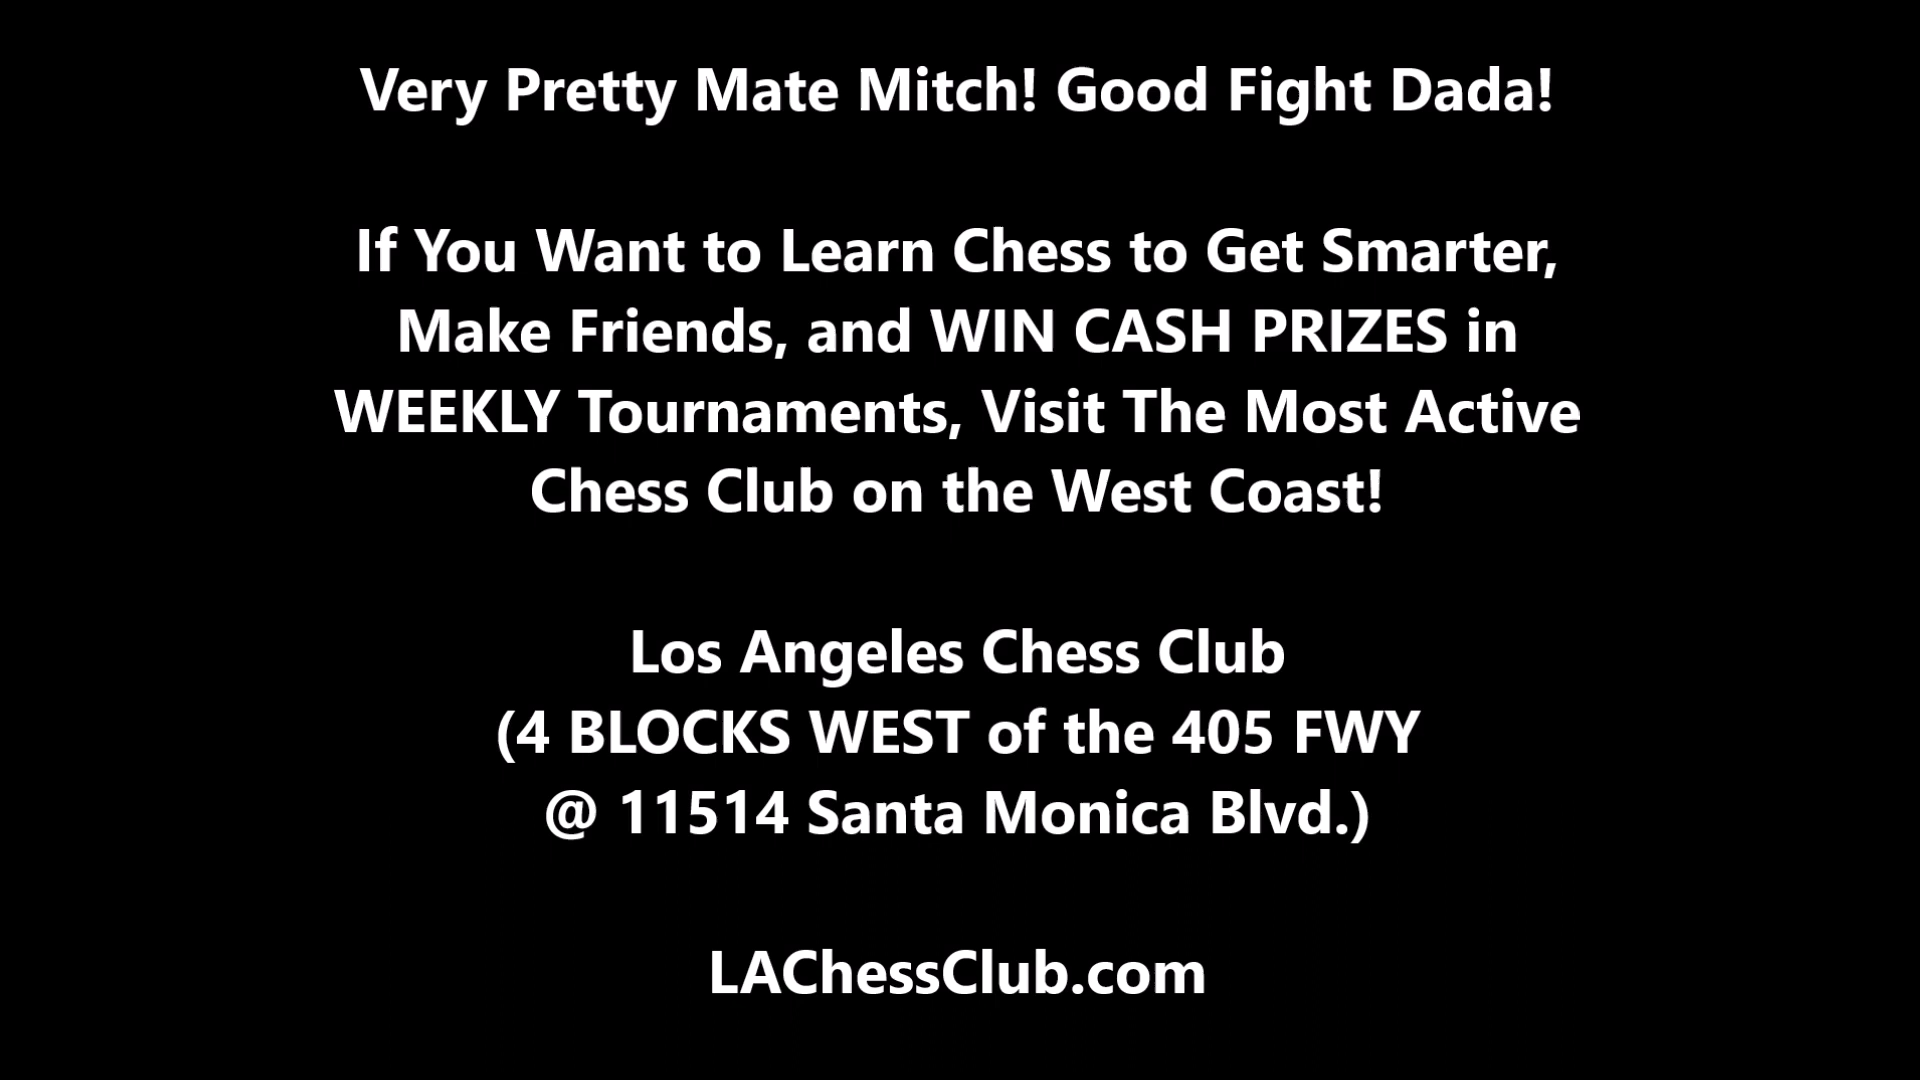 Very Pretty Mate Mitch! Good Fight Dada!
If You Want to Learn Chess to Get Smarter,
Make Friends, and WIN CASH PRIZES in
WEEKLY Tournaments, Visit The Most Active
Chess Club on the West Coast!
Los Angeles Chess Club
(4 BLOCKS WEST of the 405 FWY
@ 11514 Santa Monica Blvd.)
LAChessClub.com